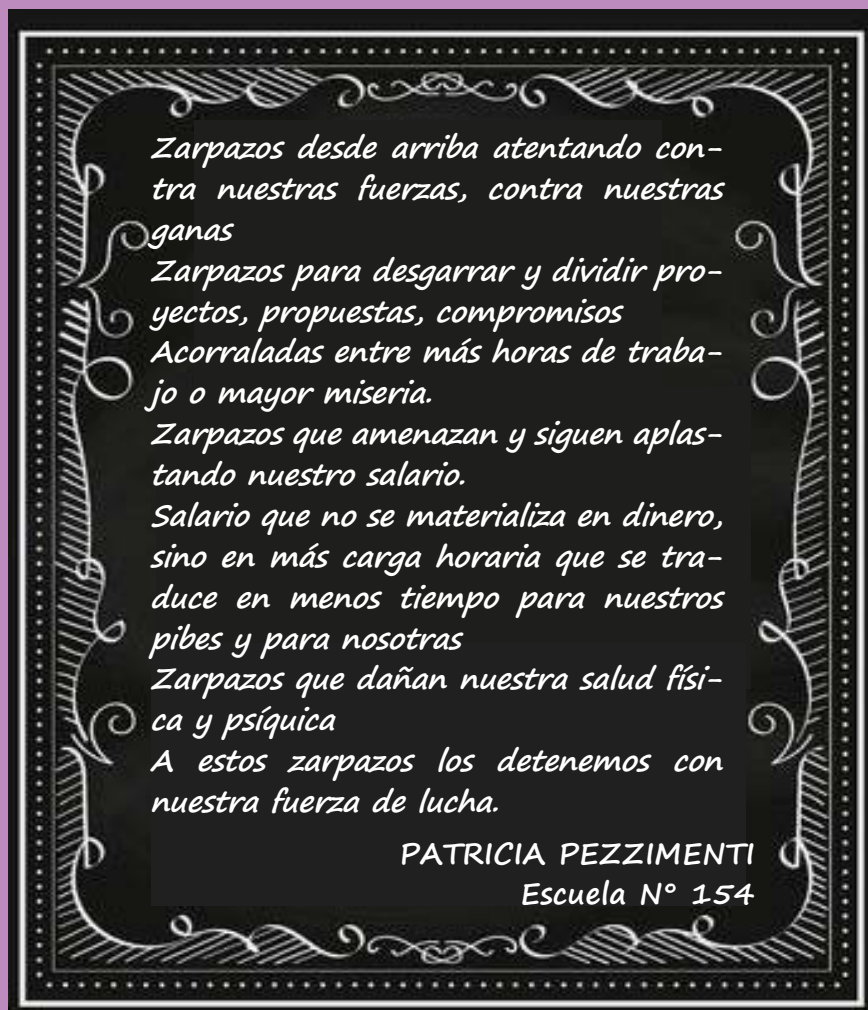 Zarpazos desde arriba atentando con-
tra nuestras fuerzas, contra nuestras
ganas
Zarpazos para desgarrar y dividir pro-
yectos, propuestas, compromisos
Acorraladas entre más horas de traba-
jo o mayor miseria.
Zarpazos que amenazan y siguen aplas-
tando nuestro salario.
Salario que no se materializa en dinero,
sino en más carga horaria que se tra-
duce en menos tiempo para nuestros
pibes y para nosotras
Zarpazos que dañan nuestra salud físi-
ca y psíquica
A estos zarpazos los detenemos con
nuestra fuerza de lucha.
PATRICIA PEZZIMENTI
Escuela N° 154